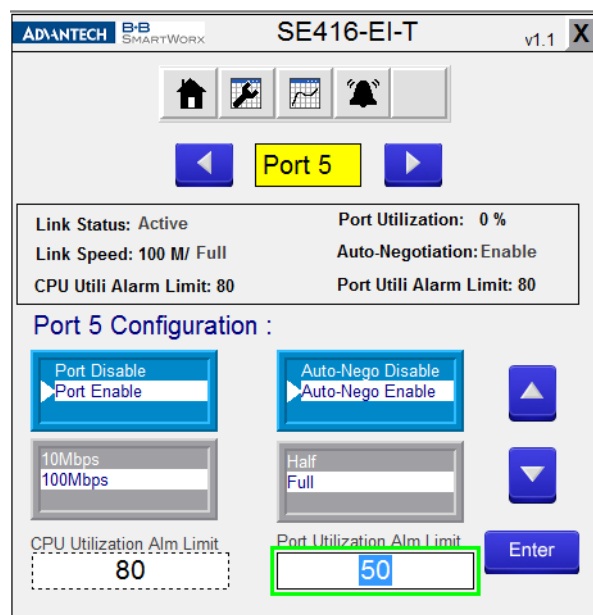 ADVANTECH B+B SMARTWORX SE416-EI-T v1.1 X
Port 5
Link Status: Active Port Utilization: 0 %
Link Speed: 100 M/ Full Auto-Negotiation: Enable
CPU Utili Alarm Limit: 80 Port Utili Alarm Limit: 80
Port 5 Configuration :
Port Disable
Port Enable
Auto-Nego Disable
Auto-Nego Enable
10Mbps
100Mbps
Half
Full
CPU Utilization Alm Limit
80
Port Utilization Alm Limit
50
Enter